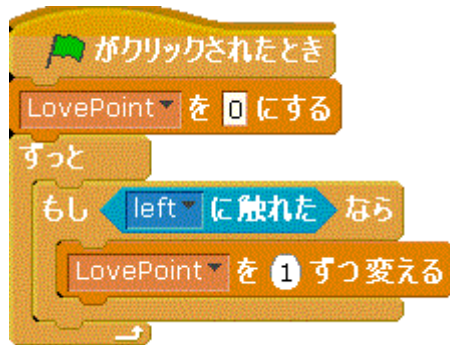 がクリックされたとき
LovePoint を 0 にする
ずっと
もし left に触れた なら
LovePoint を 1 ずつ変える